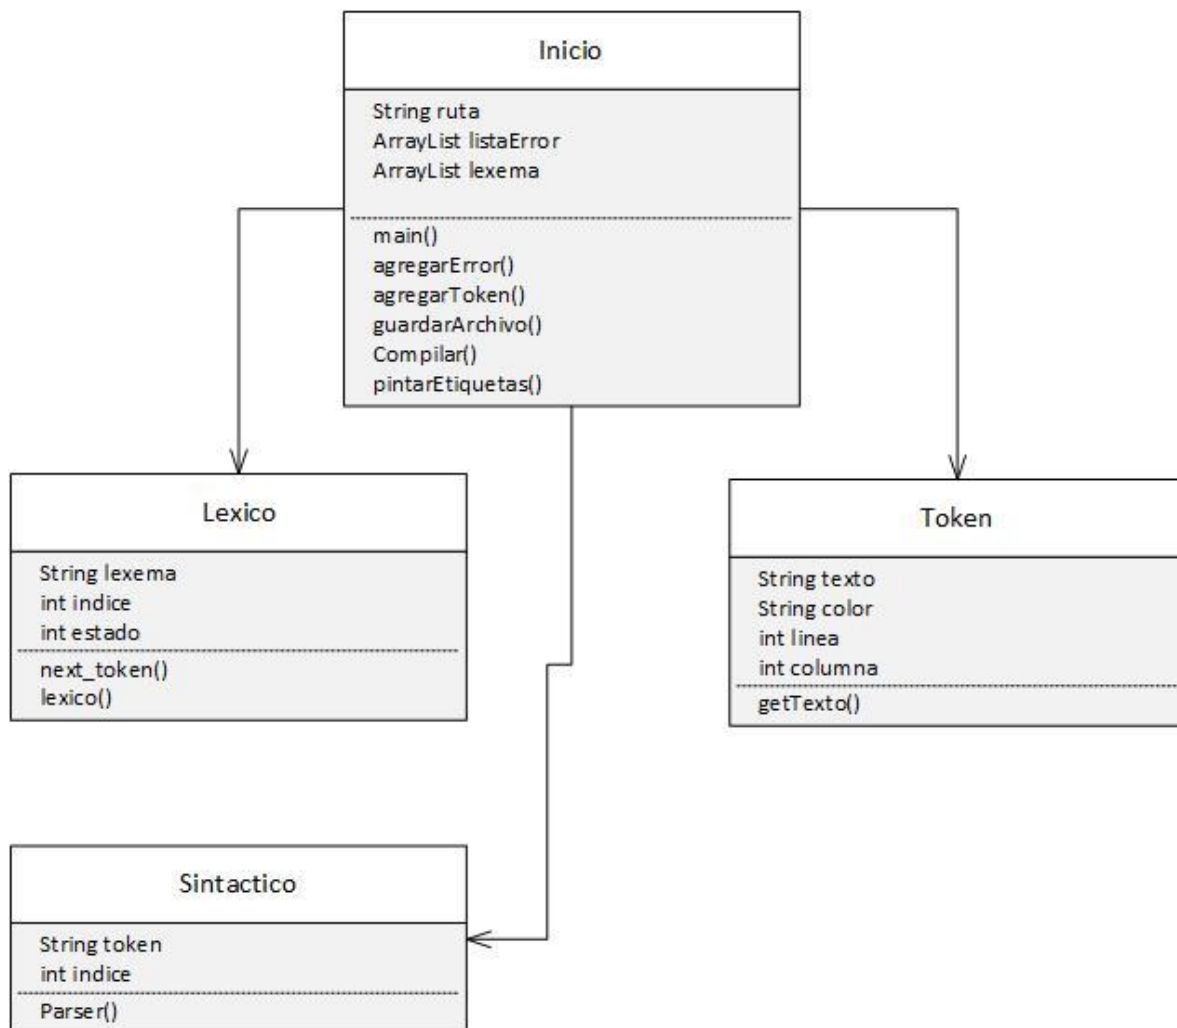 Inicio
String ruta
ArrayList listaError
ArrayList lexema
main()
agregarError()
agregarToken()
guardarArchivo()
Compilar()
pintarEtiquetas()
Lexico
String lexema
int indice
int estado
next_token()
lexico()
Token
String texto
String color
int linea
int columna
getTexto()
Sintactico
String token
int indice
Parser()